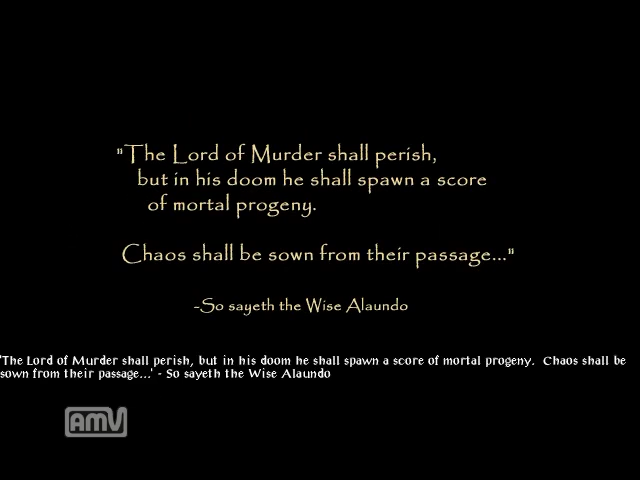 "The Lord of Murder shall perish,
but in his doom he shall spawn a score
of mortal progeny.
Chaos shall be sown from their passage..."
-So sayeth the Wise Alaundo
'The Lord of Murder shall perish, but in his doom he shall spawn a score of mortal progeny.  Chaos shall be
sown from their passage...' - So sayeth the Wise Alaundo
AMV